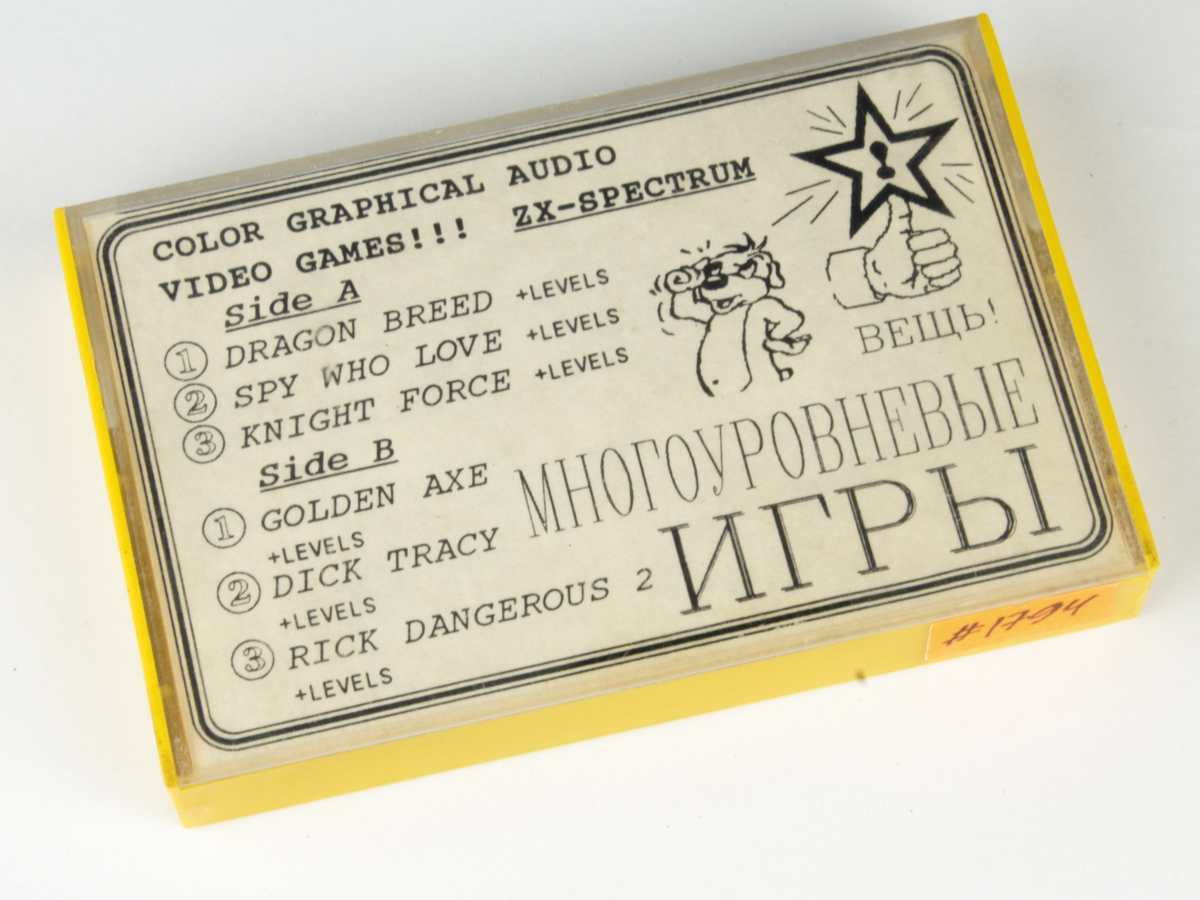 COLOR GRAPHICAL AUDIO
VIDEO GAMES!!! ZX-SPECTRUM
Side A
1 DRAGON BREED +LEVELS
2 SPY WHO LOVE +LEVELS
3 KNIGHT FORCE +LEVELS
Side B
1 GOLDEN AXE
+LEVELS
2 DICK TRACY
+LEVELS
3 RICK DANGEROUS 2
+LEVELS
!
ВЕЩЬ!
МНОГОУРОВНЕВЫЕ
ИГРЫ